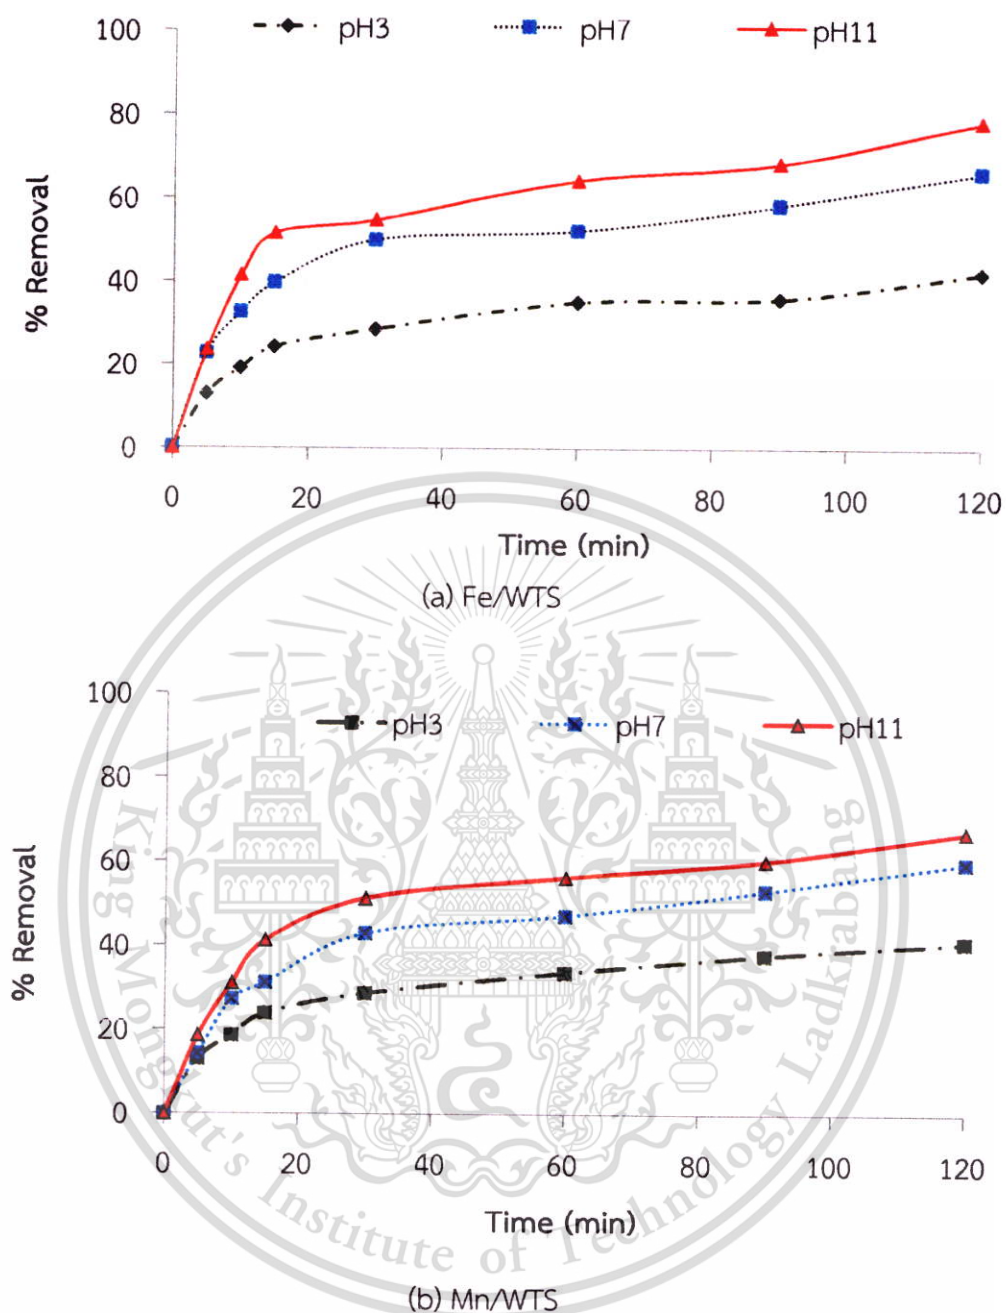 100
pH3 pH7 pH11
80
60
40
20
0
% Removal
0 20 40 60 80 100 120
Time (min)
(a) Fe/WTS
100
pH3 pH7 pH11
80
60
40
20
0
% Removal
0 20 40 60 80 100 120
Time (min)
(b) Mn/WTS
King Mongkut's Institute of Technology Ladkrabang